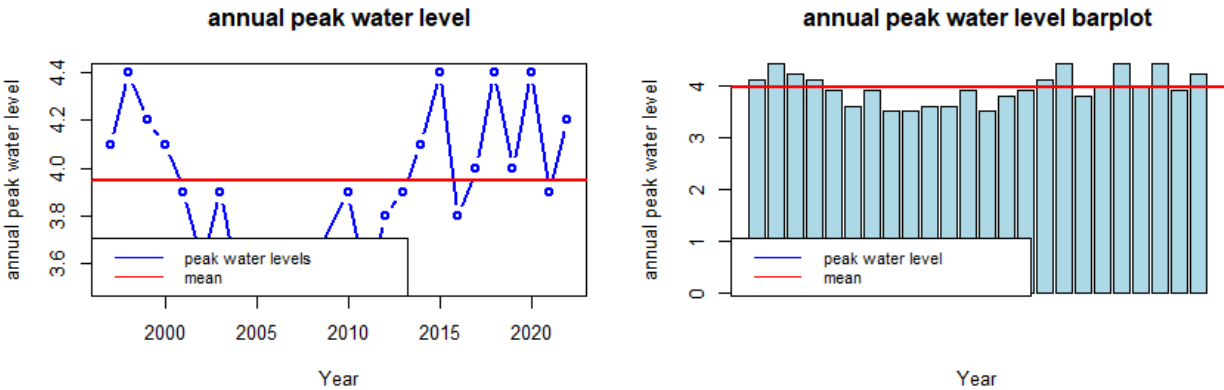 annual peak water level
annual peak water level
4.4
4.2
4.0
3.8
3.6
peak water levels
mean
2000 2005 2010 2015 2020
Year
annual peak water level barplot
annual peak water level
4
3
2
1
0
peak water level
mean
Year